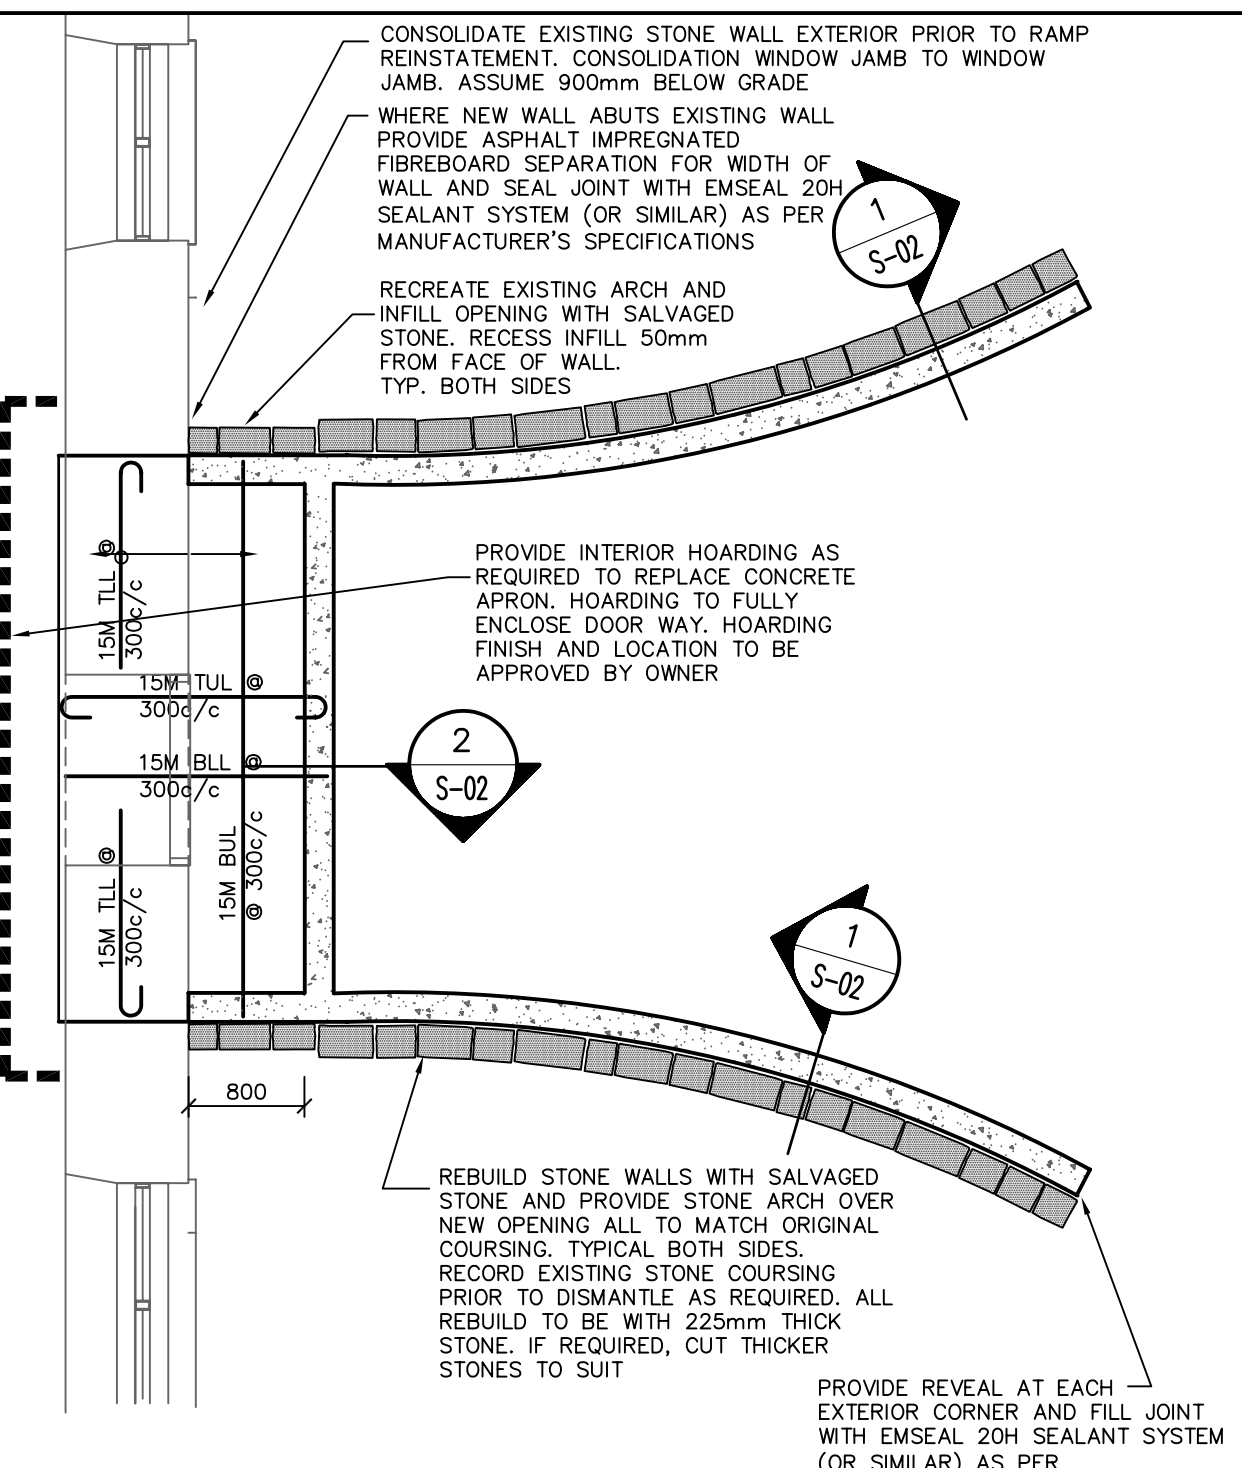 CONSOLIDATE EXISTING STONE WALL EXTERIOR PRIOR TO RAMP
REINSTATEMENT. CONSOLIDATION WINDOW JAMB TO WINDOW
JAMB. ASSUME 900mm BELOW GRADE
WHERE NEW WALL ABUTS EXISTING WALL
PROVIDE ASPHALT IMPREGNATED
FIBREBOARD SEPARATION FOR WIDTH OF
WALL AND SEAL JOINT WITH EMSEAL 20H
SEALANT SYSTEM (OR SIMILAR) AS PER
MANUFACTURER'S SPECIFICATIONS
1
S-02
RECREATE EXISTING ARCH AND
INFILL OPENING WITH SALVAGED
STONE. RECESS INFILL 50mm
FROM FACE OF WALL.
TYP. BOTH SIDES
15M TLL @
300c/c
PROVIDE INTERIOR HOARDING AS
REQUIRED TO REPLACE CONCRETE
APRON. HOARDING TO FULLY
ENCLOSE DOOR WAY. HOARDING
FINISH AND LOCATION TO BE
APPROVED BY OWNER
15M TUL @
300c/c
15M BLL @
300c/c
2
S-02
15M TLL @
300c/c
15M BUL
@ 300c/c
1
S-02
800
REBUILD STONE WALLS WITH SALVAGED
STONE AND PROVIDE STONE ARCH OVER
NEW OPENING ALL TO MATCH ORIGINAL
COURSING. TYPICAL BOTH SIDES.
RECORD EXISTING STONE COURSING
PRIOR TO DISMANTLE AS REQUIRED. ALL
REBUILD TO BE WITH 225mm THICK
STONE. IF REQUIRED, CUT THICKER
STONES TO SUIT
PROVIDE REVEAL AT EACH
EXTERIOR CORNER AND FILL JOINT
WITH EMSEAL 20H SEALANT SYSTEM
(OR SIMILAR) AS PER